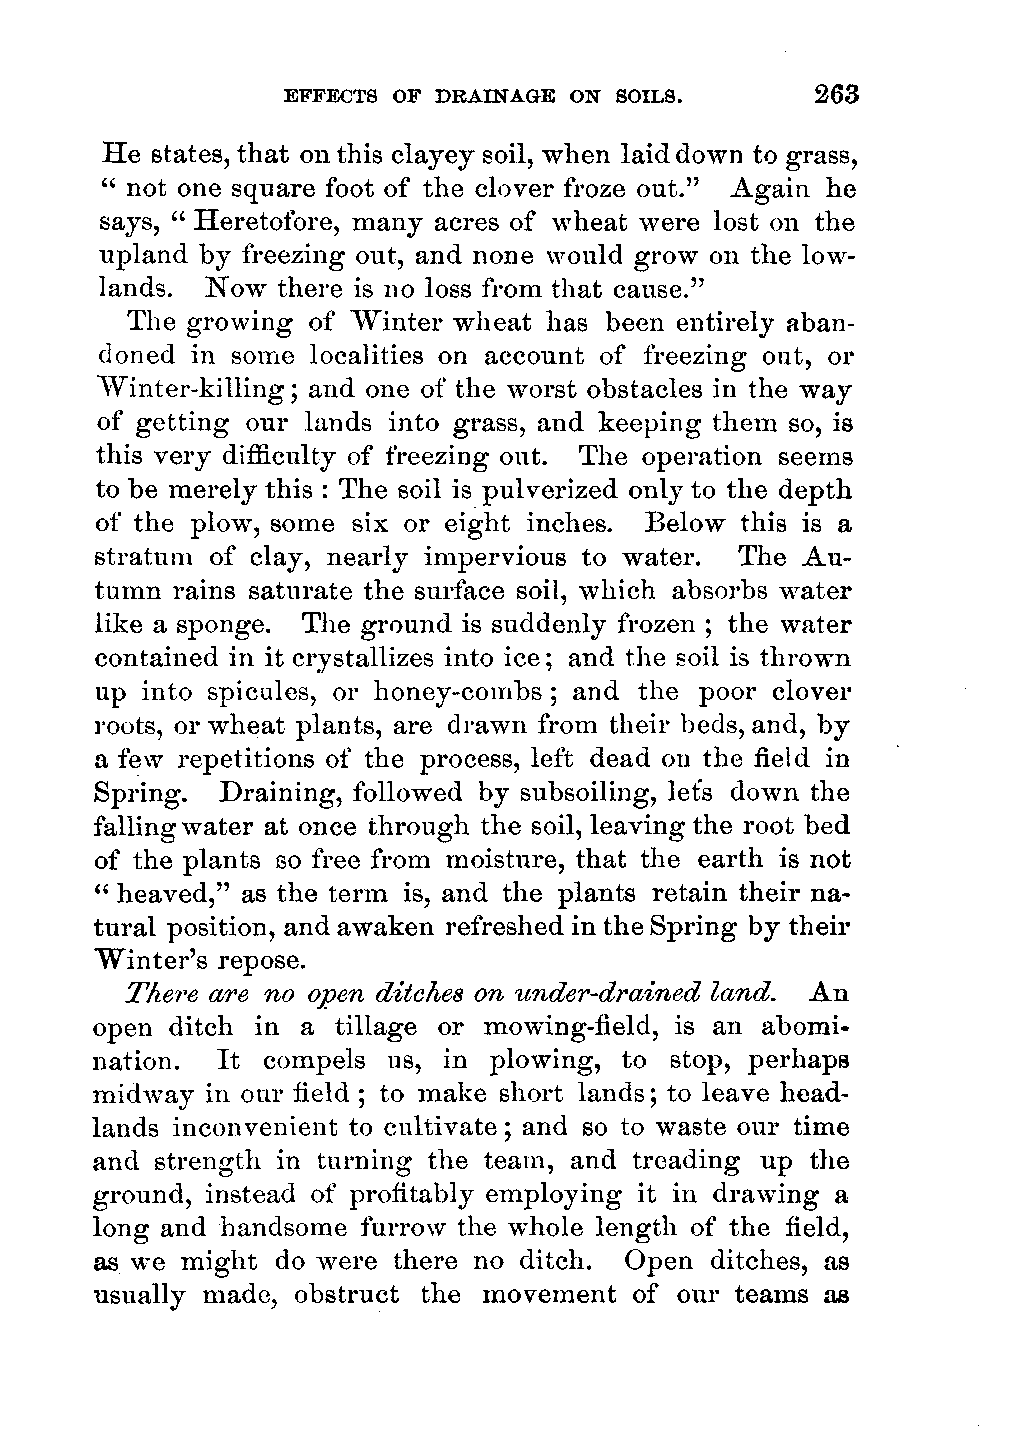 EFFECTS OF DRAINAGE ON SOILS. 263
He states, that on this clayey soil, when laid down to grass,
“ not one square foot of the clover froze out.” Again he
says, “ Heretofore, many acres of wheat were lost on the
upland by freezing out, and none would grow on the low-
lands. Now there is no loss from that cause.”
The growing of Winter wheat has been entirely aban-
doned in some localities on account of freezing out, or
Winter-killing ; and one of the worst obstacles in the way
of getting our lands into grass, and keeping them so, is
this very difficulty of freezing out. The operation seems
to be merely this : The soil is pulverized only to the depth
of the plow, some six or eight inches. Below this is a
stratum of clay, nearly impervious to water. The Au-
tumn rains saturate the surface soil, which absorbs water
like a sponge. The ground is suddenly frozen ; the water
contained in it crystallizes into ice ; and the soil is thrown
up into spicules, or honey-combs ; and the poor clover
roots, or wheat plants, are drawn from their beds, and, by
a few repetitions of the process, left dead on the field in
Spring. Draining, followed by subsoiling, lets down the
falling water at once through the soil, leaving the root bed
of the plants so free from moisture, that the earth is not
“ heaved,” as the term is, and the plants retain their na-
tural position, and awaken refreshed in the Spring by their
Winter’s repose.
There are no open ditches on under-drained land. An
open ditch in a tillage or mowing-field, is an abomi-
nation. It compels us, in plowing, to stop, perhaps
midway in our field ; to make short lands ; to leave head-
lands inconvenient to cultivate ; and so to waste our time
and strength in turning the team, and treading up the
ground, instead of profitably employing it in drawing a
long and handsome furrow the whole length of the field,
as we might do were there no ditch. Open ditches, as
usually made, obstruct the movement of our teams as